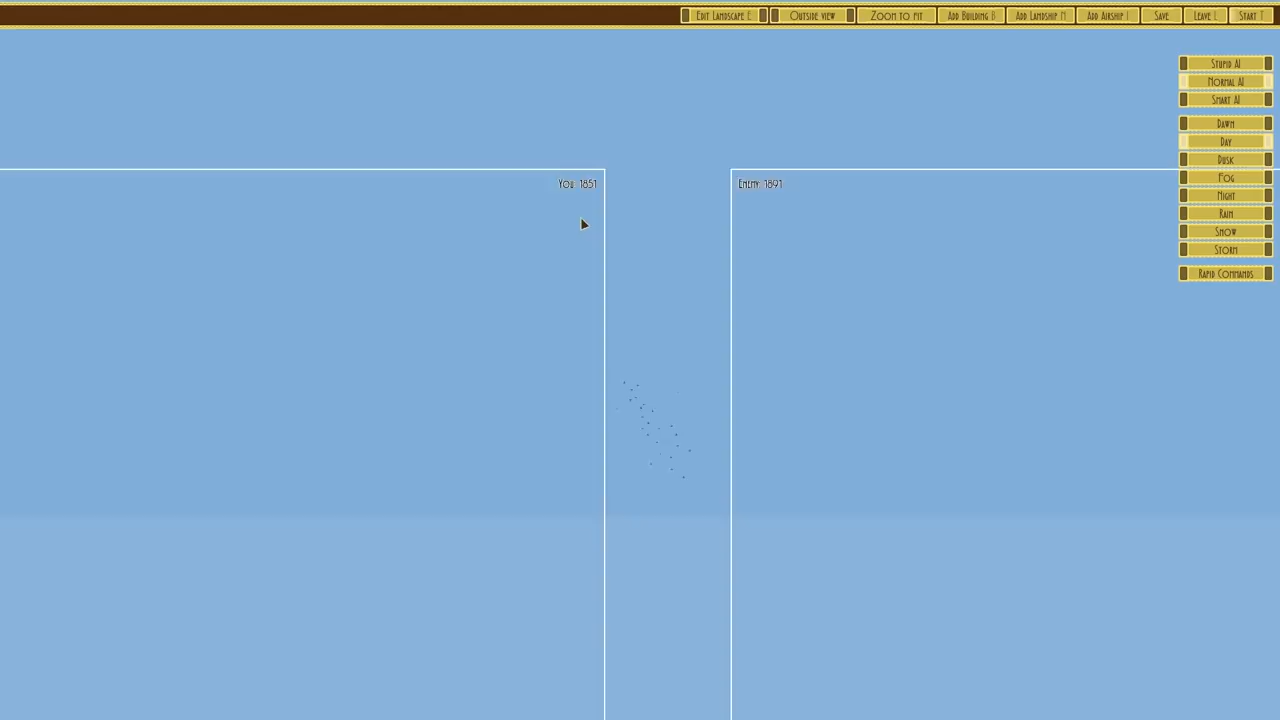 Edit Landscape E
Outside view
Zoom to fit
Add Building B
Add Landship N
Add Airship I
Save
Leave L
Start T
Stupid AI
Normal AI
Smart AI
Dawn
Day
Dusk
Fog
Night
Rain
Snow
Storm
Rapid Commands
You: 1851
Enemy: 1891